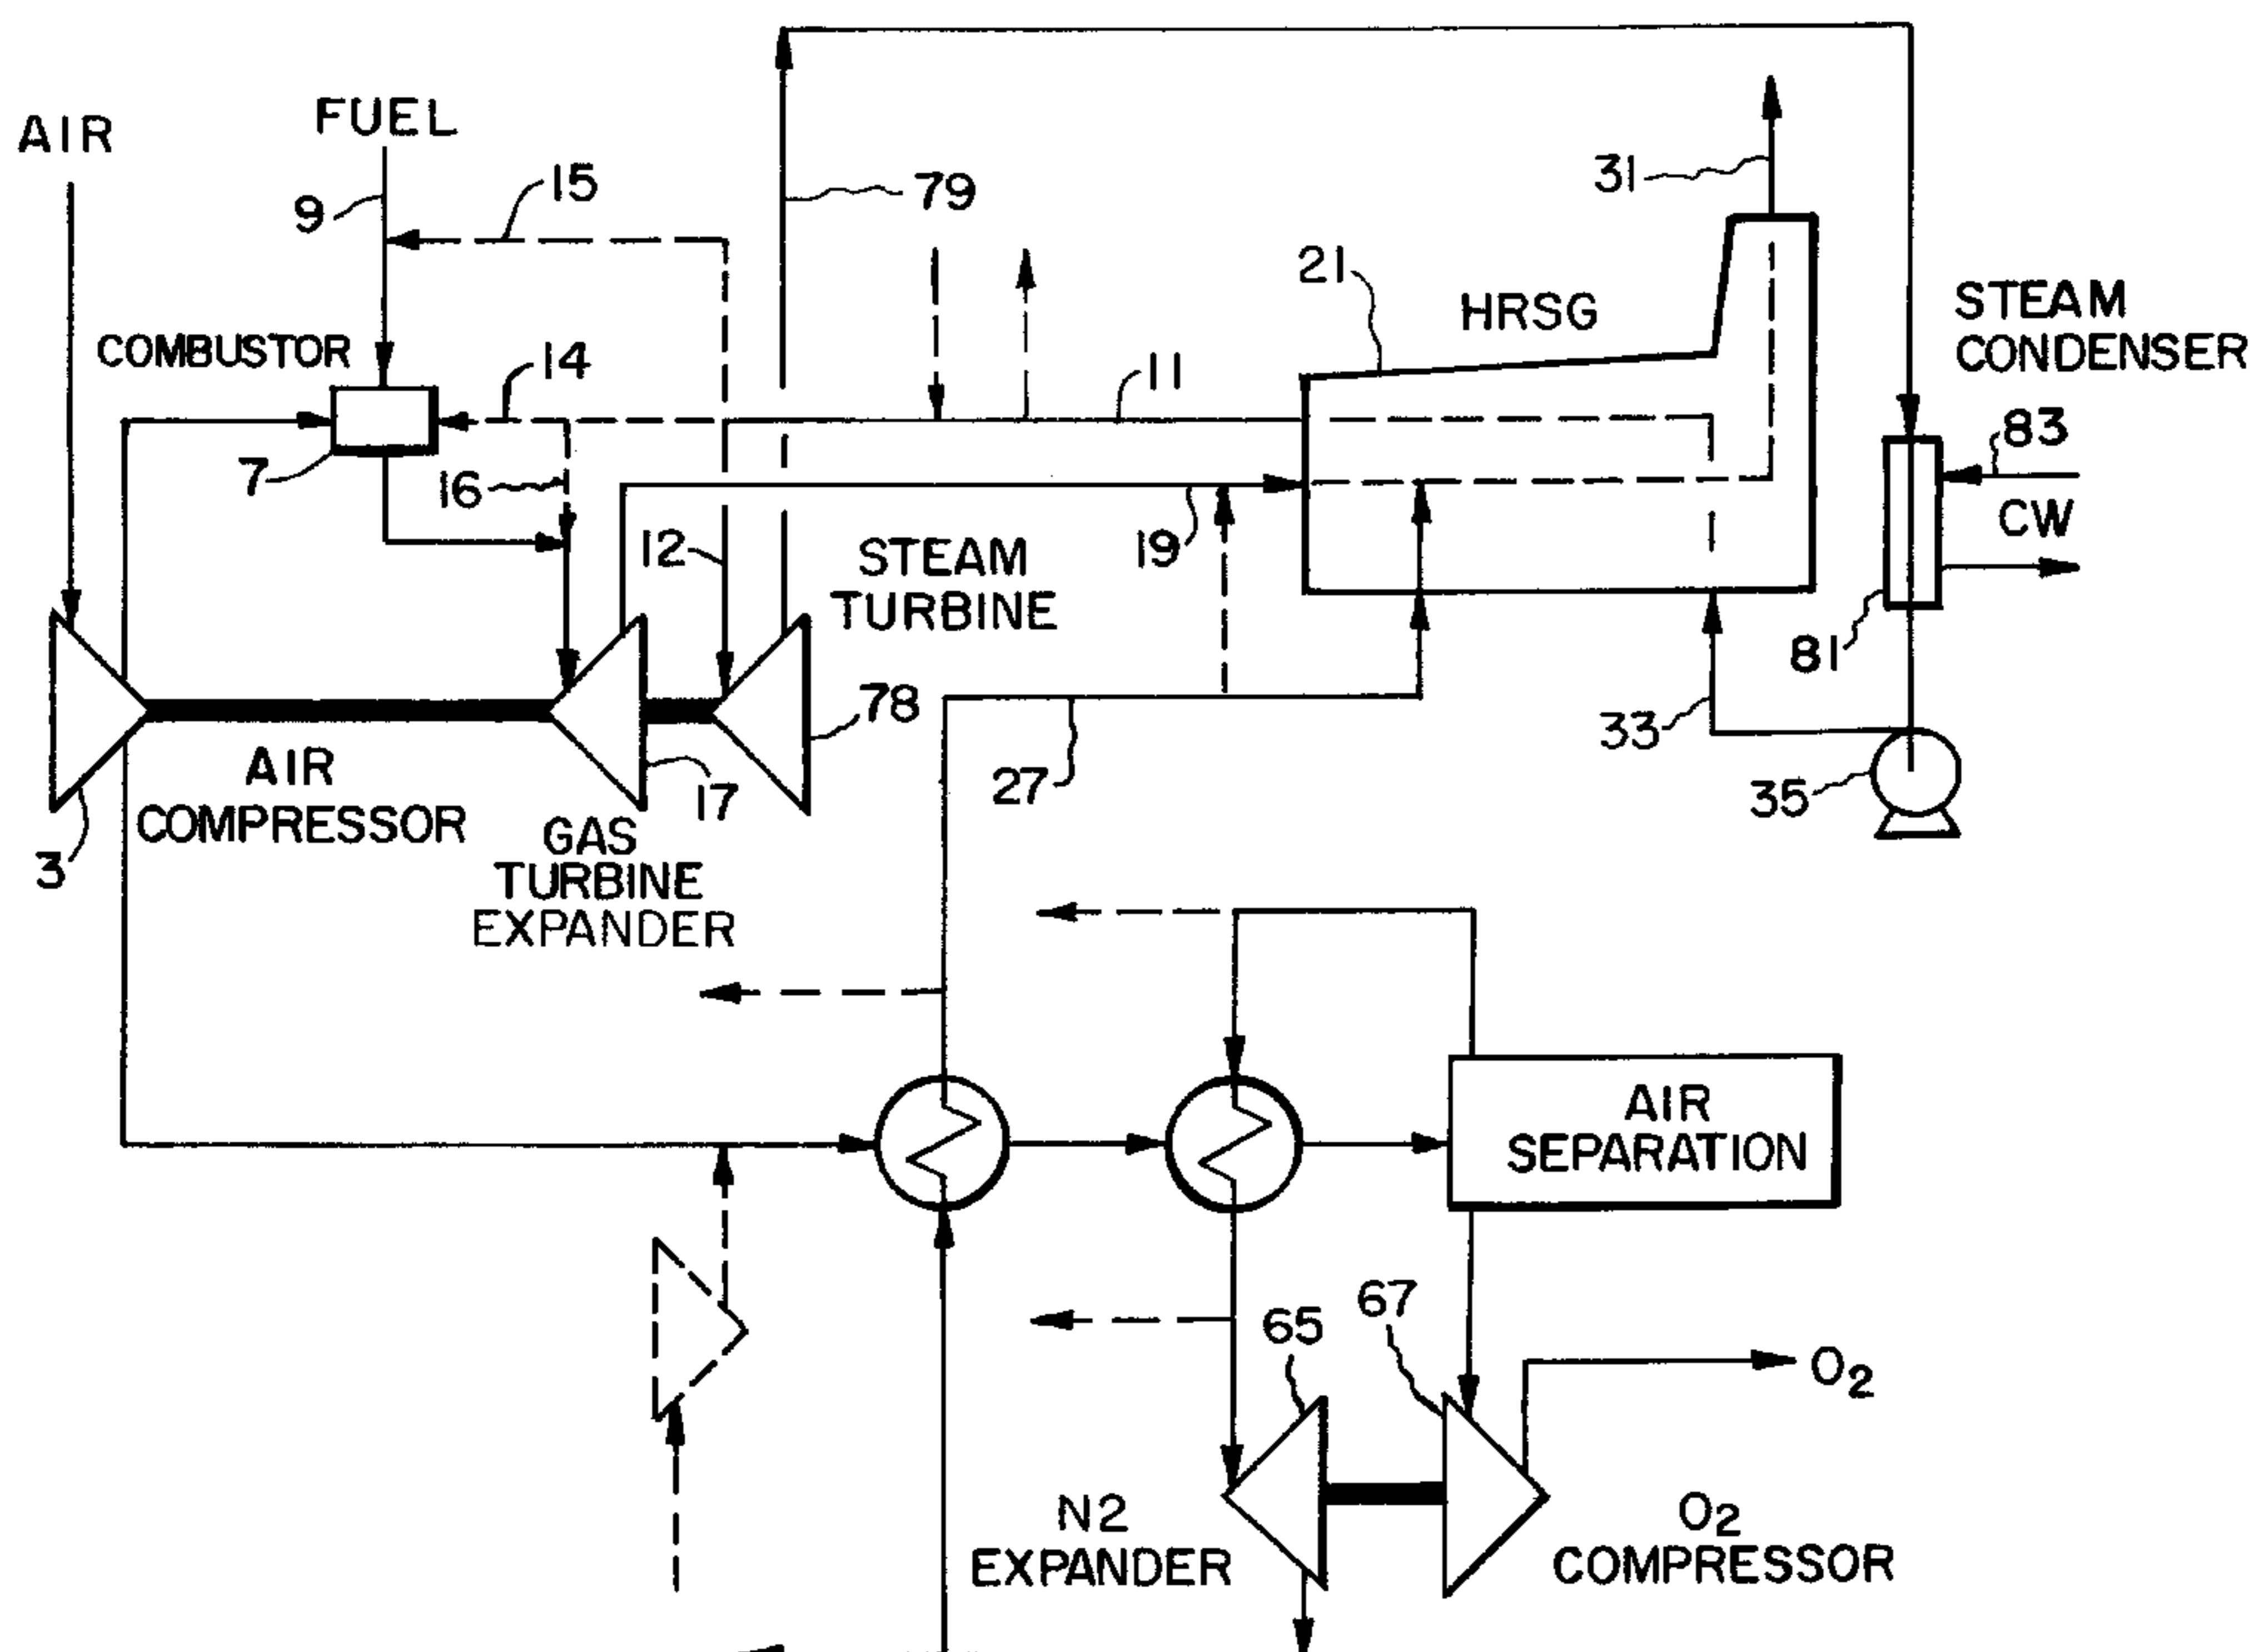 AIR
FUEL
9
15
79
31
21
HRSG
STEAM
CONDENSER
COMBUSTOR
14
11
7
16
83
CW
12
19
STEAM
TURBINE
81
78
33
35
AIR
COMPRESSOR
3
17
27
GAS
TURBINE
EXPANDER
AIR
SEPARATION
65
67
O2
N2
EXPANDER
O2
COMPRESSOR